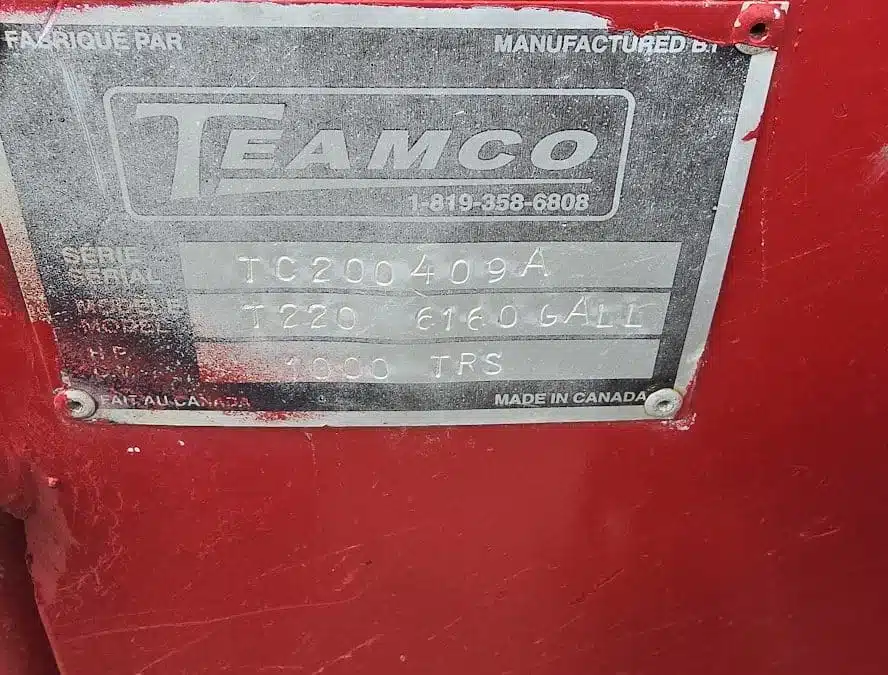 FABRIQUÉ PAR MANUFACTURED BY
TEAMCO
1-819-358-6808
SÉRIE
SERIAL TC200409A
MODEL T220 6160 GALL
H.P. 1000 TRS
FAIT AU CANADA MADE IN CANADA